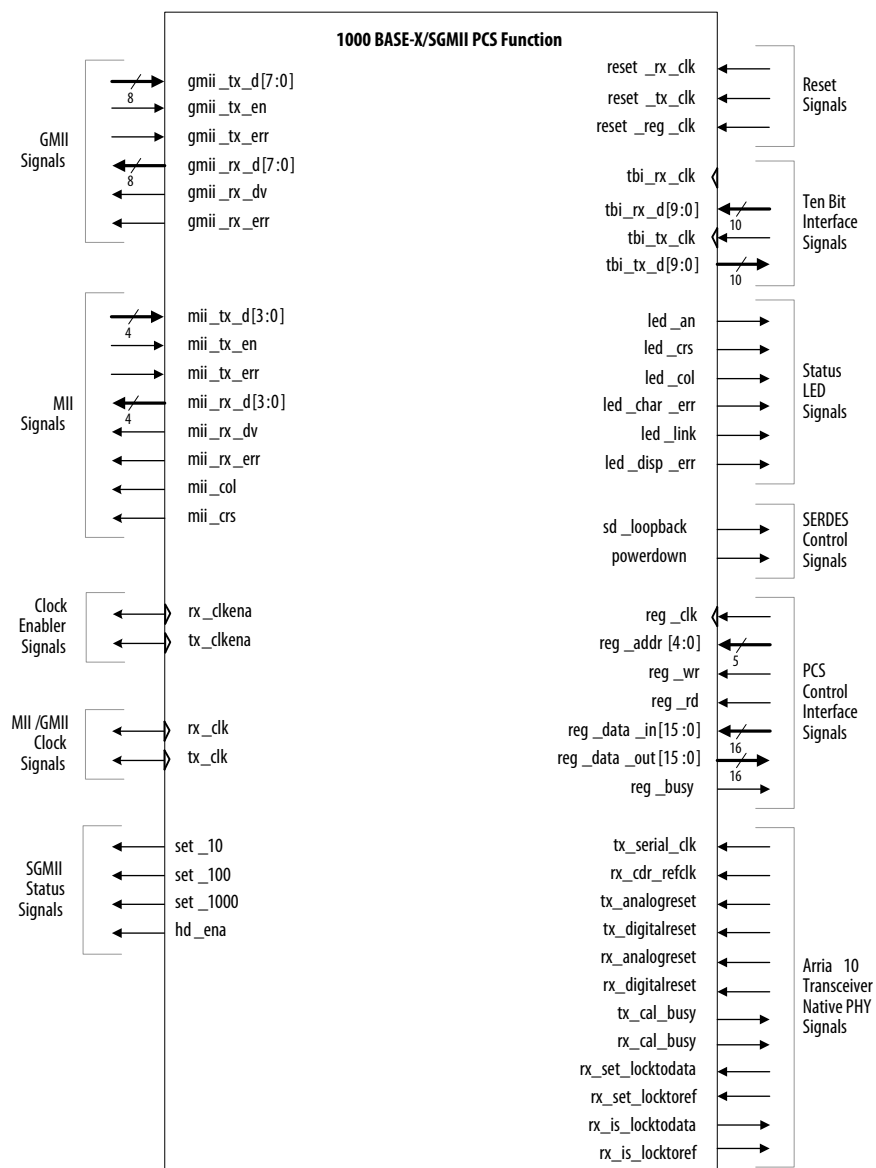 1000 BASE-X/SGMII PCS Function
GMII
Signals
8
gmii _tx _d[7:0]
gmii _tx _en
gmii _tx _err
8
gmii _rx _d[7:0]
gmii _rx _dv
gmii _rx _err
MII
Signals
4
mii _tx _d[3:0]
mii _tx _en
mii _tx _err
4
mii _rx _d[3:0]
mii _rx _dv
mii _rx _err
mii _col
mii _crs
Clock
Enabler
Signals
rx _clkena
tx _clkena
MII /GMII
Clock
Signals
rx _clk
tx _clk
SGMII
Status
Signals
set _10
set _100
set _1000
hd _ena
reset _rx _clk
reset _tx _clk
reset _reg _clk
Reset
Signals
tbi _rx _clk
tbi _rx _d[9:0]
10
tbi _tx _clk
tbi _tx _d[9:0]
10
Ten Bit
Interface
Signals
led _an
led _crs
led _col
led _char _err
led _link
led _disp _err
Status
LED
Signals
sd _loopback
powerdown
SERDES
Control
Signals
reg _clk
reg _addr [4:0]
5
reg _wr
reg _rd
reg _data _in[15 :0]
16
reg _data _out[15 :0]
16
reg _busy
PCS
Control
Interface
Signals
tx_serial_clk
rx_cdr_refclk
tx_analogreset
tx_digitalreset
rx_analogreset
rx_digitalreset
tx_cal_busy
rx_cal_busy
rx_set_locktodata
rx_set_locktoref
rx_is_locktodata
rx_is_locktoref
Arria 10
Transceiver
Native PHY
Signals